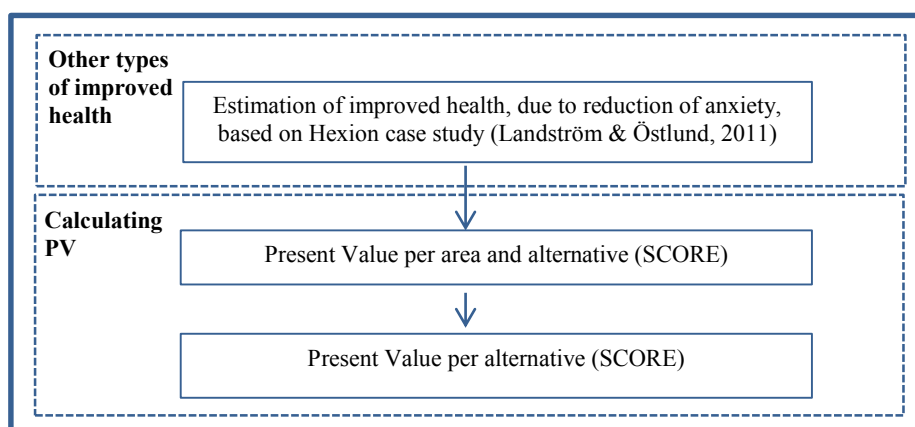 Other types
of improved
health
Estimation of improved health, due to reduction of anxiety,
based on Hexion case study (Landström & Östlund, 2011)
Calculating
PV
Present Value per area and alternative (SCORE)
Present Value per alternative (SCORE)